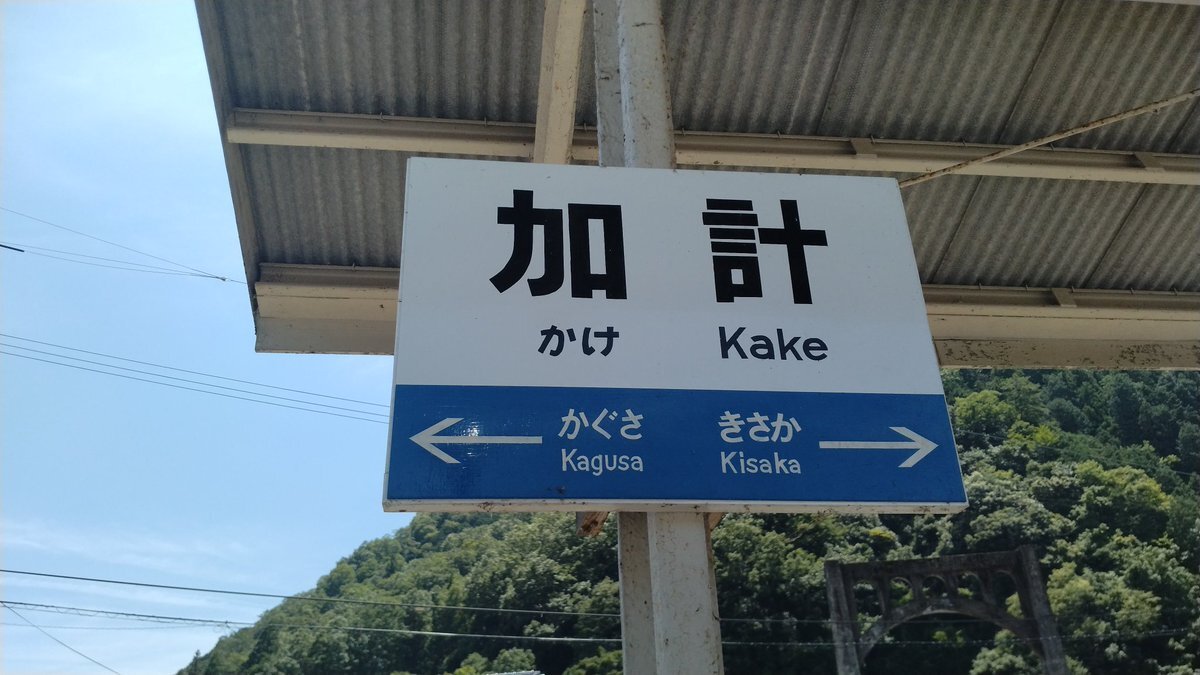 加計
かけ Kake
かぐさ きさか
Kagusa Kisaka